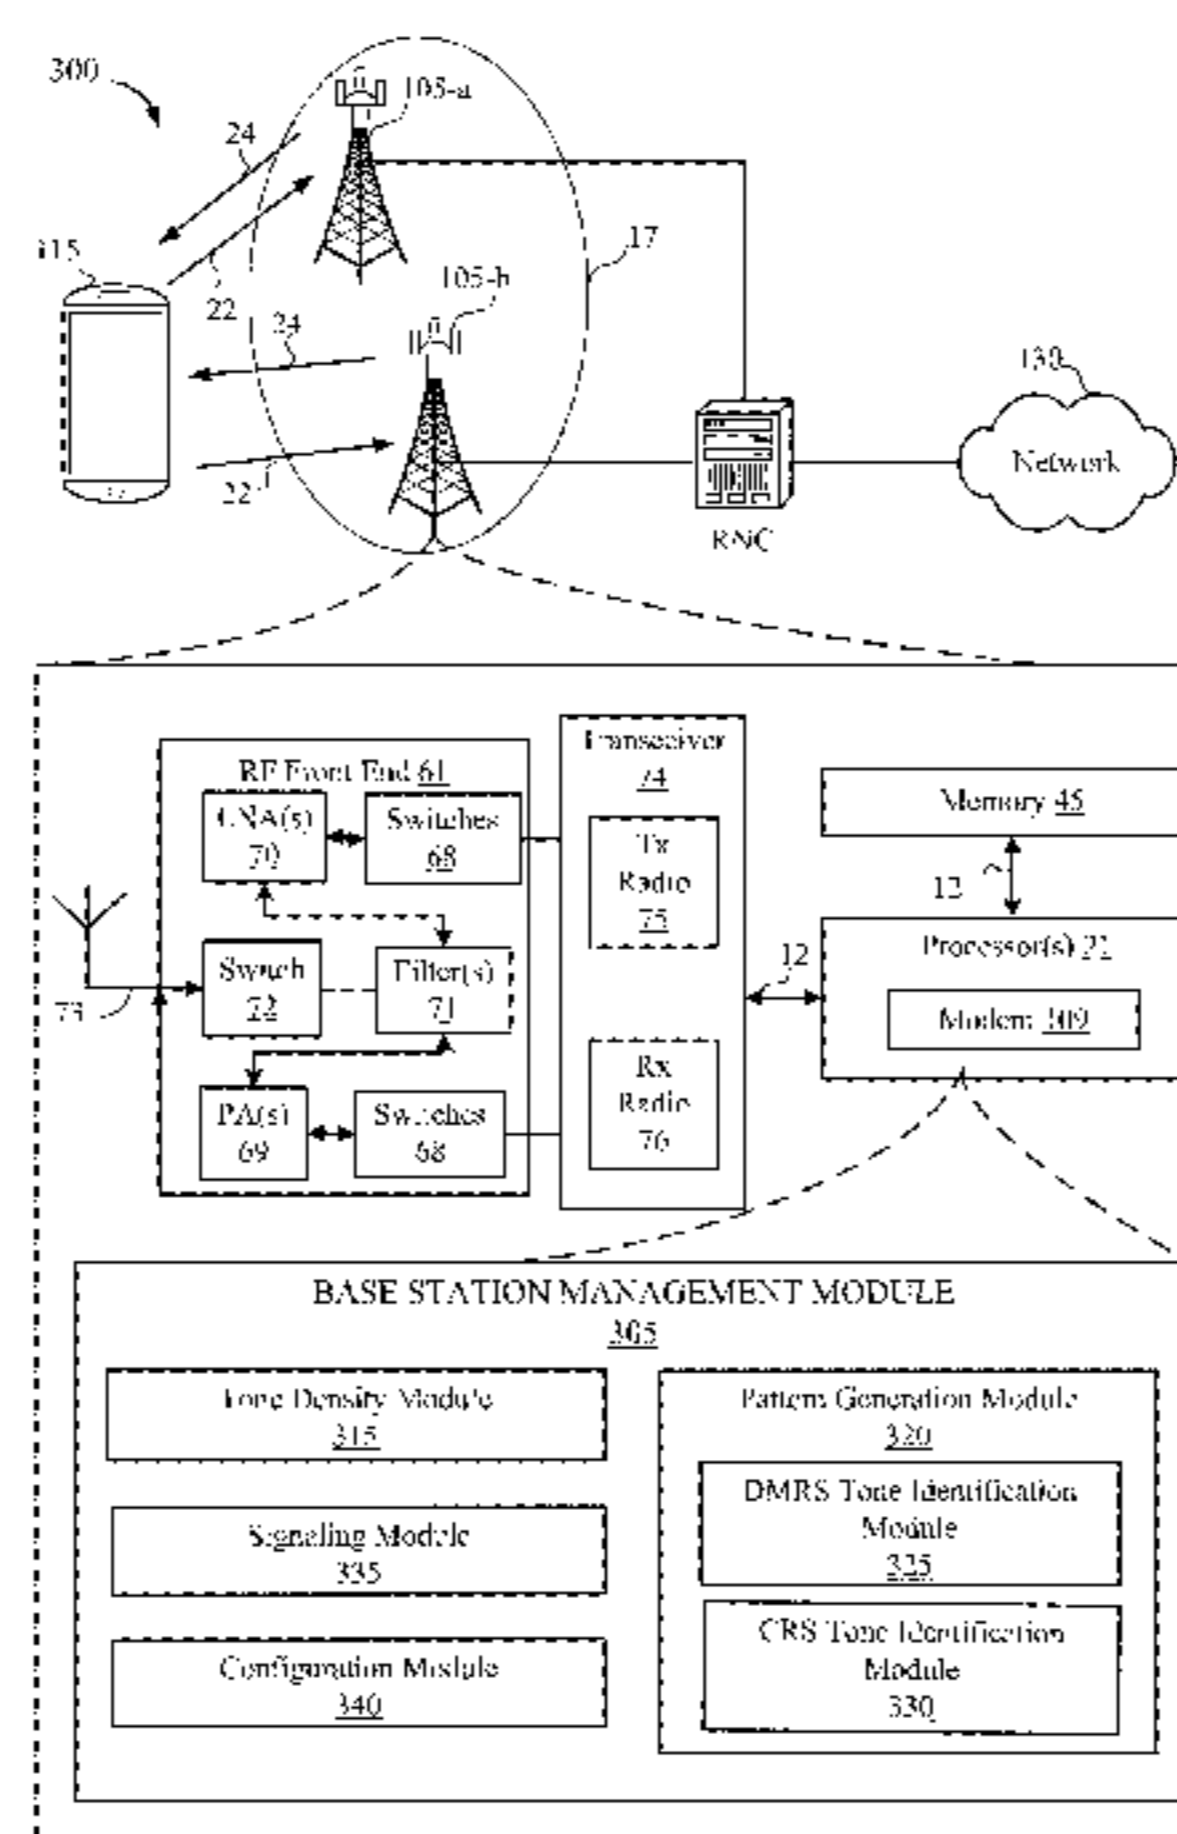 300
105-a
24
115
22
17
105-b
24
130
Network
22
RNC
Transceiver
74
RF Front End 61
LNA(s)
70
Switches
68
Tx
Radio
75
Memory 45
12
Processor(s) 21
Modem 309
12
Switch
72
Filter(s)
71
73
Rx
Radio
76
PA(s)
69
Switches
68
BASE STATION MANAGEMENT MODULE
305
Tone Density Module
315
Pattern Generation Module
320
DMRS Tone Identification
Module
325
Signaling Module
335
CRS Tone Identification
Module
330
Configuration Module
340